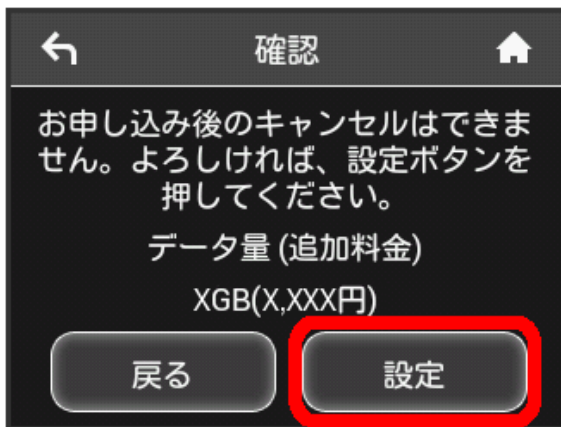 確認
お申し込み後のキャンセルはできま
せん。よろしければ、設定ボタンを
押してください。
データ量 (追加料金)
XGB(X,XXX円)
戻る
設定